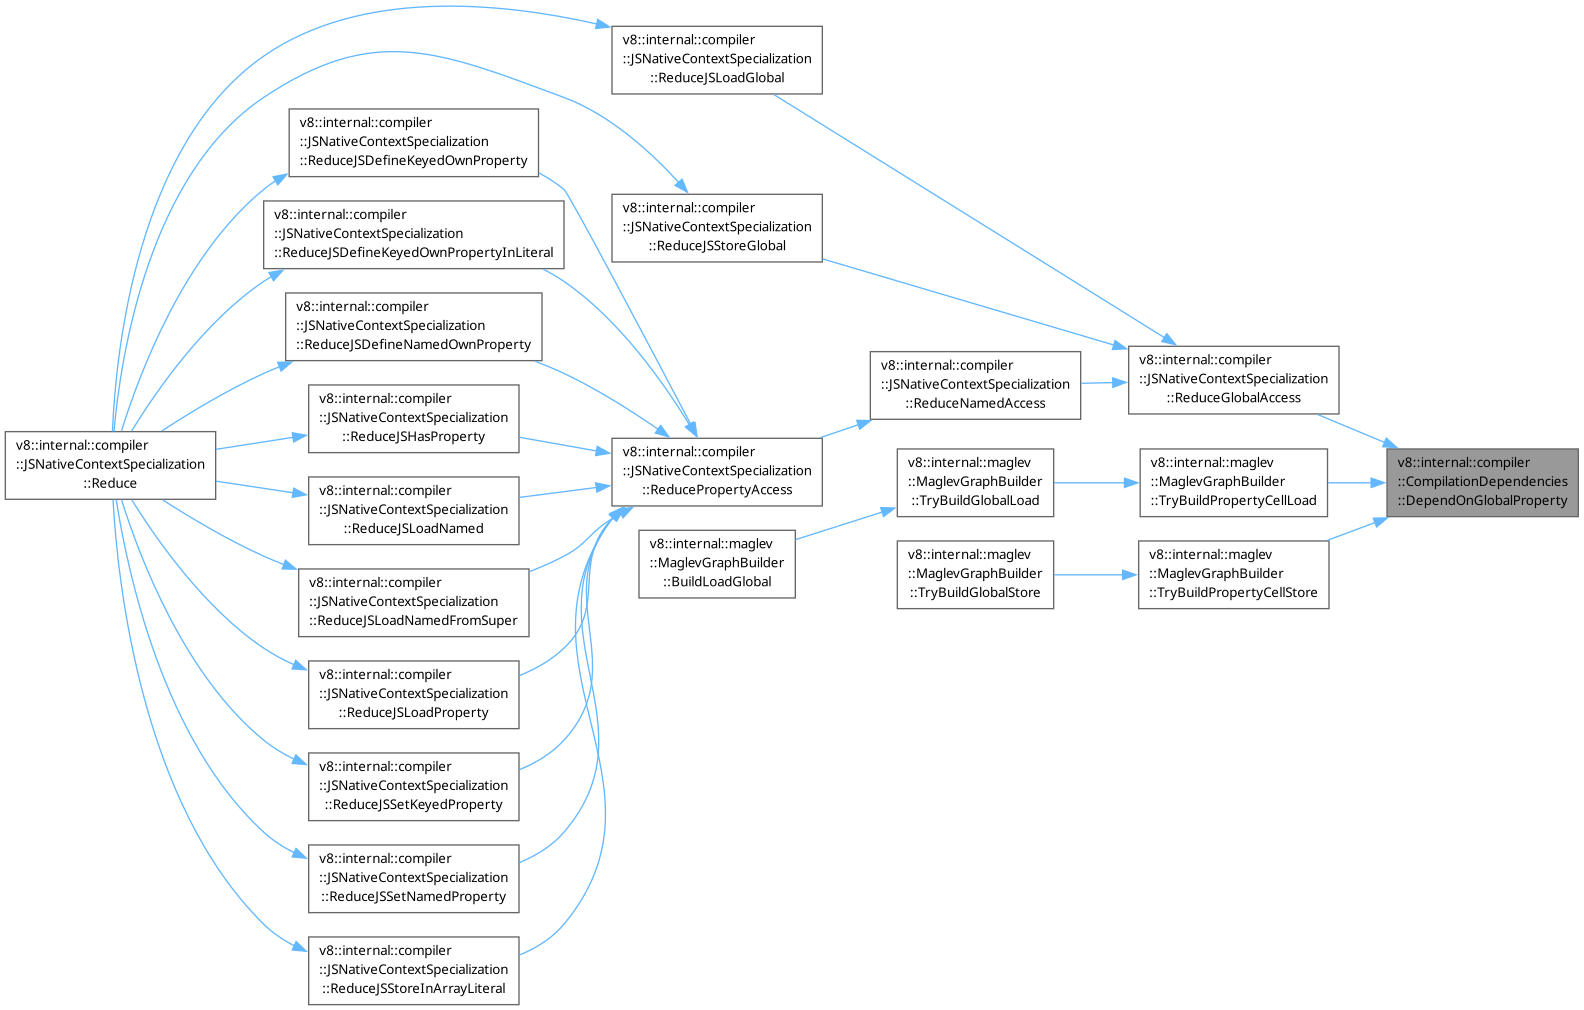 v8::internal::compiler
::JSNativeContextSpecialization
::ReduceJSLoadGlobal
v8::internal::compiler
::JSNativeContextSpecialization
::ReduceJSDefineKeyedOwnProperty
v8::internal::compiler
::JSNativeContextSpecialization
::ReduceJSStoreGlobal
v8::internal::compiler
::JSNativeContextSpecialization
::ReduceJSDefineKeyedOwnPropertyInLiteral
v8::internal::compiler
::JSNativeContextSpecialization
::ReduceJSDefineNamedOwnProperty
v8::internal::compiler
::JSNativeContextSpecialization
::ReduceGlobalAccess
v8::internal::compiler
::JSNativeContextSpecialization
::ReduceNamedAccess
v8::internal::compiler
::JSNativeContextSpecialization
::ReduceJSHasProperty
v8::internal::compiler
::JSNativeContextSpecialization
::Reduce
v8::internal::compiler
::JSNativeContextSpecialization
::ReducePropertyAccess
v8::internal::maglev
::MaglevGraphBuilder
::TryBuildGlobalLoad
v8::internal::maglev
::MaglevGraphBuilder
::TryBuildPropertyCellLoad
v8::internal::compiler
::CompilationDependencies
::DependOnGlobalProperty
v8::internal::compiler
::JSNativeContextSpecialization
::ReduceJSLoadNamed
v8::internal::maglev
::MaglevGraphBuilder
::BuildLoadGlobal
v8::internal::maglev
::MaglevGraphBuilder
::TryBuildGlobalStore
v8::internal::maglev
::MaglevGraphBuilder
::TryBuildPropertyCellStore
v8::internal::compiler
::JSNativeContextSpecialization
::ReduceJSLoadNamedFromSuper
v8::internal::compiler
::JSNativeContextSpecialization
::ReduceJSLoadProperty
v8::internal::compiler
::JSNativeContextSpecialization
::ReduceJSSetKeyedProperty
v8::internal::compiler
::JSNativeContextSpecialization
::ReduceJSSetNamedProperty
v8::internal::compiler
::JSNativeContextSpecialization
::ReduceJSStoreInArrayLiteral